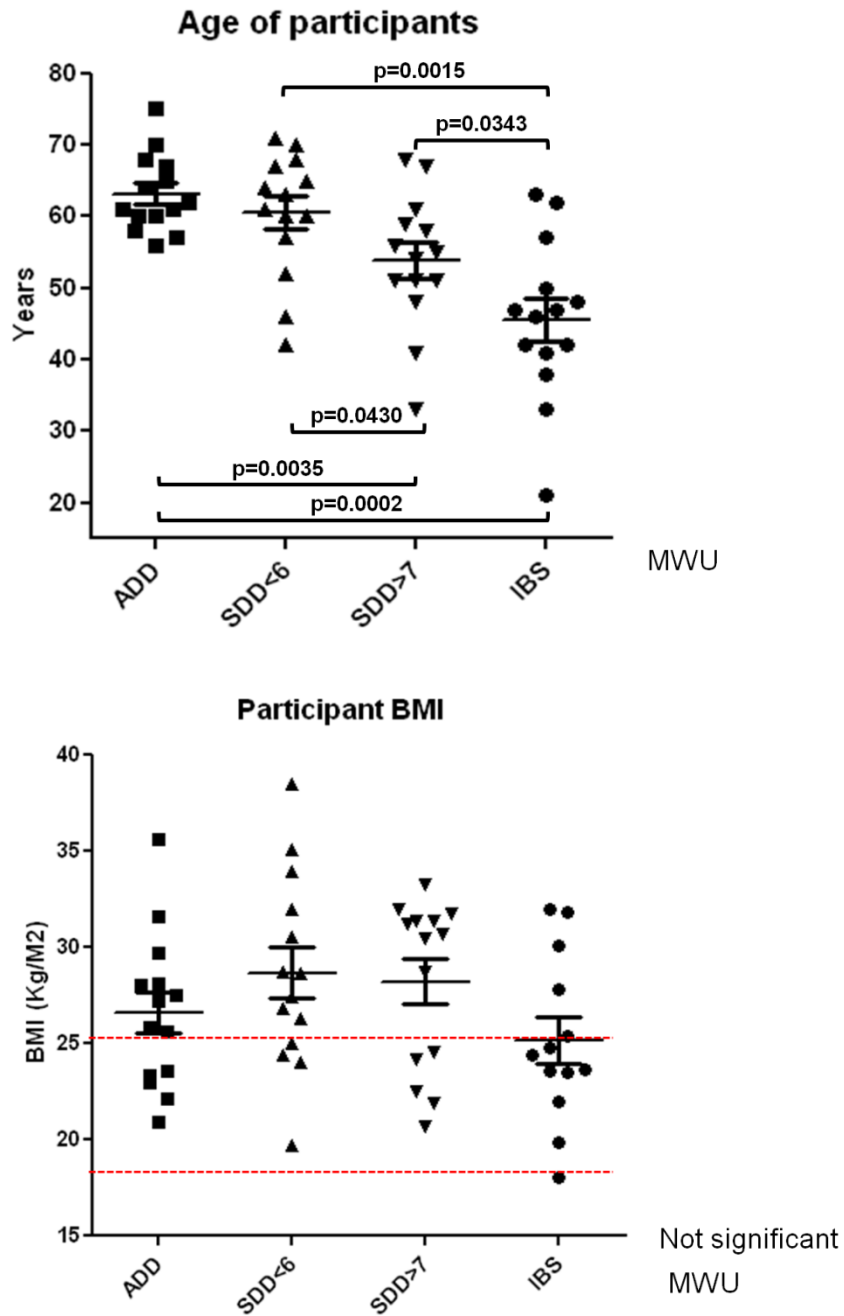 Age of participants
80
70
60
50
40
30
20
Years
p=0.0015
p=0.0343
p=0.0430
p=0.0035
p=0.0002
ADD
SDD<6
SDD>7
IBS
MWU
Participant BMI
40
35
30
25
20
15
BMI (Kg/M2)
ADD
SDD<6
SDD>7
IBS
Not significant
MWU